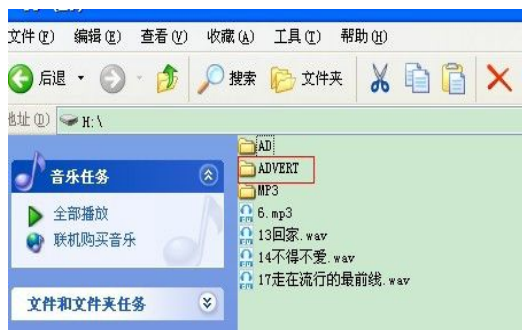 文件(F) 编辑(E) 查看(V) 收藏(A) 工具(T) 帮助(H)
后退 搜索 文件夹
地址(D) H:\
AD
音乐任务
ADVERT
MP3
全部播放
6.mp3
联机购买音乐
13回家.wav
14不得不爱.wav
17走在流行的最前线.wav
文件和文件夹任务